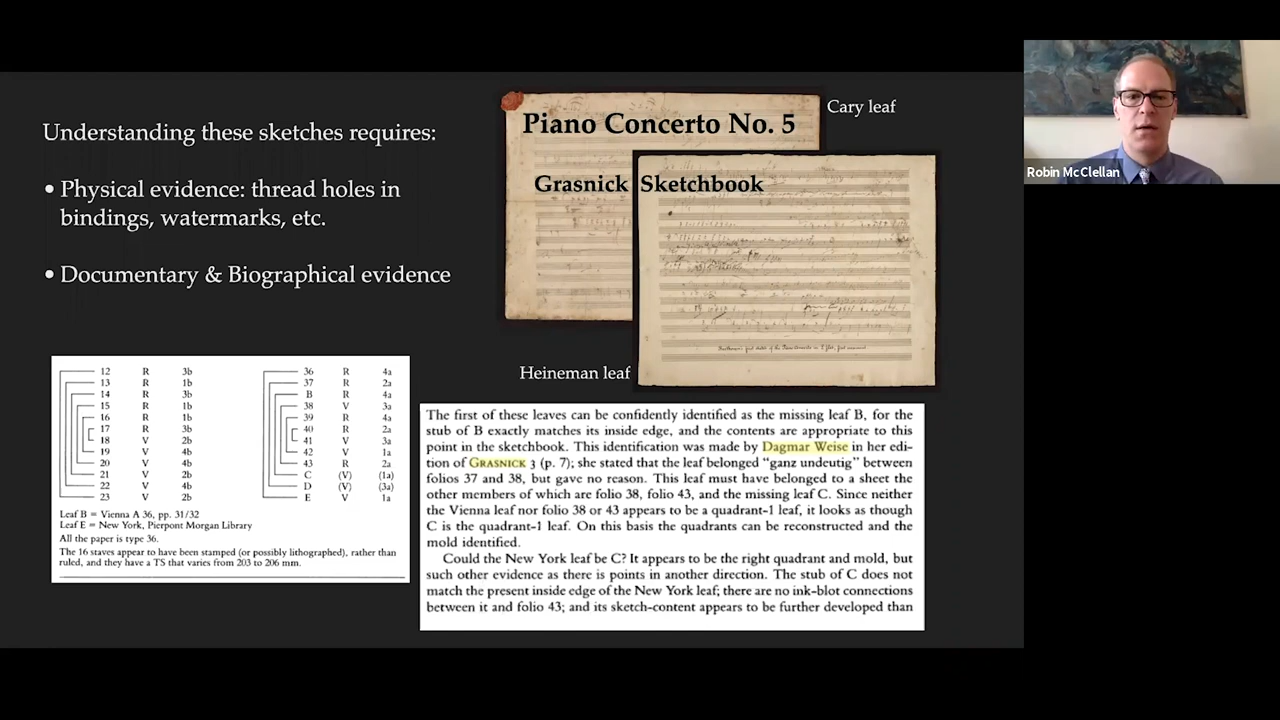 Understanding these sketches requires:
• Physical evidence: thread holes in
bindings, watermarks, etc.
• Documentary & Biographical evidence
Piano Concerto No. 5
Cary leaf
Grasnick Sketchbook
Beethoven's first sketch of the Piano Concerto in E flat,
Heineman leaf
Robin McClellan
12 R 3b
13 R 1b
14 R 3b
15 R 1b
16 R 1b
17 R 3b
18 V 2b
19 V 4b
20 V 4b
21 V 2b
22 V 4b
23 V 2b
36 R 4a
37 R 2a
B R 4a
38 V 3a
39 R 4a
40 R 2a
41 V 3a
42 V 1a
43 R 2a
C (V) (1a)
D (V) (3a)
E V 1a
Leaf B = Vienna A 36, pp. 31/32
Leaf E = New York, Pierpont Morgan Library
All the paper is type 36.
The 16 staves appear to have been stamped (or possibly lithographed), rather than
ruled, and they have a TS that varies from 203 to 206 mm.
The first of these leaves can be confidently identified as the missing leaf B, for the
stub of B exactly matches its inside edge, and the contents are appropriate to this
point in the sketchbook. This identification was made by Dagmar Weise in her edi-
tion of GRASNICK 3 (p. 7); she stated that the leaf belonged “ganz undeutig” between
folios 37 and 38, but gave no reason. This leaf must have belonged to a sheet the
other members of which are folio 38, folio 43, and the missing leaf C. Since neither
the Vienna leaf nor folio 38 or 43 appears to be a quadrant-1 leaf, it looks as though
C is the quadrant-1 leaf. On this basis the quadrants can be reconstructed and the
mold identified.
Could the New York leaf be C? It appears to be the right quadrant and mold, but
such other evidence as there is points in another direction. The stub of C does not
match the present inside edge of the New York leaf; there are no ink-blot connections
between it and folio 43; and its sketch-content appears to be further developed than